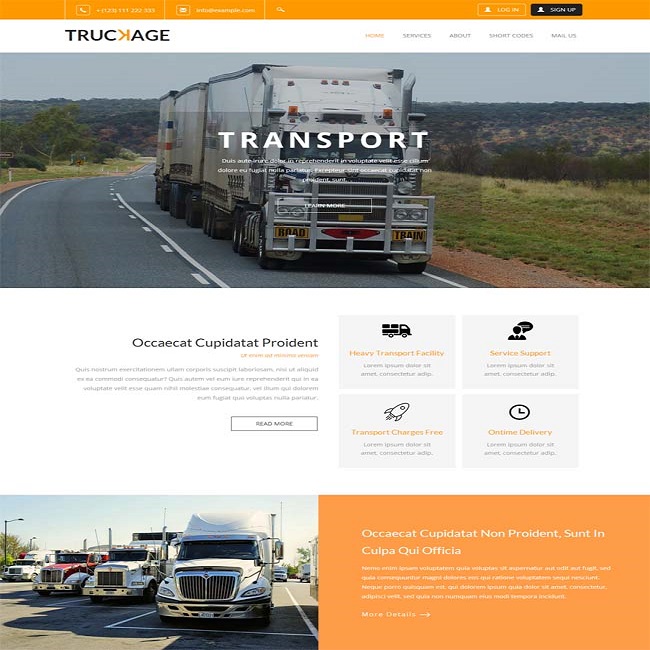 + (123) 111 222 333
info@example.com
LOG IN
SIGN UP
TRUCKAGE
HOME
SERVICES
ABOUT
SHORT CODES
MAIL US
TRANSPORT
Duis aute irure dolor in reprehenderit in voluptate velit esse cillum
dolore eu fugiat nulla pariatur. Excepteur sint occaecat cupidatat non
proident, sunt.
LEARN MORE
ROAD
TRAIN
Occaecat Cupidatat Proident
Ut enim qui minima veniam
Quis nostrum exercitationem ullam corporis suscipit laboriosam, nisi ut aliquid
ex ea commodi consequatur? Quis autem vel eum iure reprehenderit qui in ea
voluptate velit esse quam nihil molestiae consequatur, vel illum qui dolorem
eum fugiat quo voluptas nulla pariatur.
READ MORE
Heavy Transport Facility
Lorem ipsum dolor sit
amet, consectetur adip.
Service Support
Lorem ipsum dolor sit
amet, consectetur adip.
Transport Charges Free
Lorem ipsum dolor sit
amet, consectetur adip.
Ontime Delivery
Lorem ipsum dolor sit
amet, consectetur adip.
Occaecat Cupidatat Non Proident, Sunt In
Culpa Qui Officia
Nemo enim ipsam voluptatem quia voluptas sit aspernatur aut odit aut fugit, sed
quia consequuntur magni dolores eos qui ratione voluptatem sequi nesciunt.
Neque porro quisquam est, qui dolorem ipsum quia dolor sit amet, consectetur,
adipisci velit, sed quia non numquam eius modi tempora incidunt.
More Details